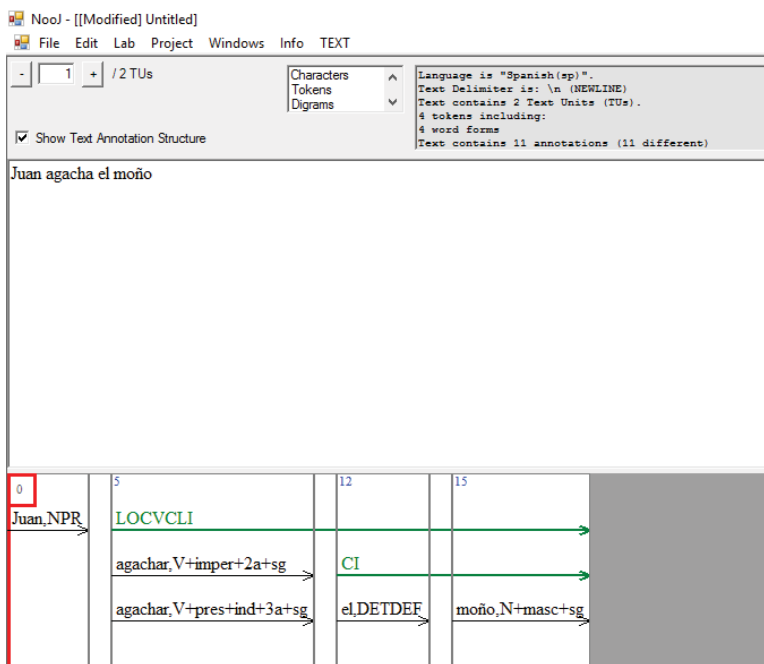 NooJ - [[Modified] Untitled]
File Edit Lab Project Windows Info TEXT
- 1 + / 2 TUs
Characters
Tokens
Digrams
Language is "Spanish(sp)".
Text Delimiter is: \n (NEWLINE)
Text contains 2 Text Units (TUs).
4 tokens including:
4 word forms
Text contains 11 annotations (11 different)
Show Text Annotation Structure
Juan agacha el moño
0 5 12 15
Juan,NPR LOCVCLI
agachar,V+imper+2a+sg CI
agachar,V+pres+ind+3a+sg el,DETDEF moño,N+masc+sg